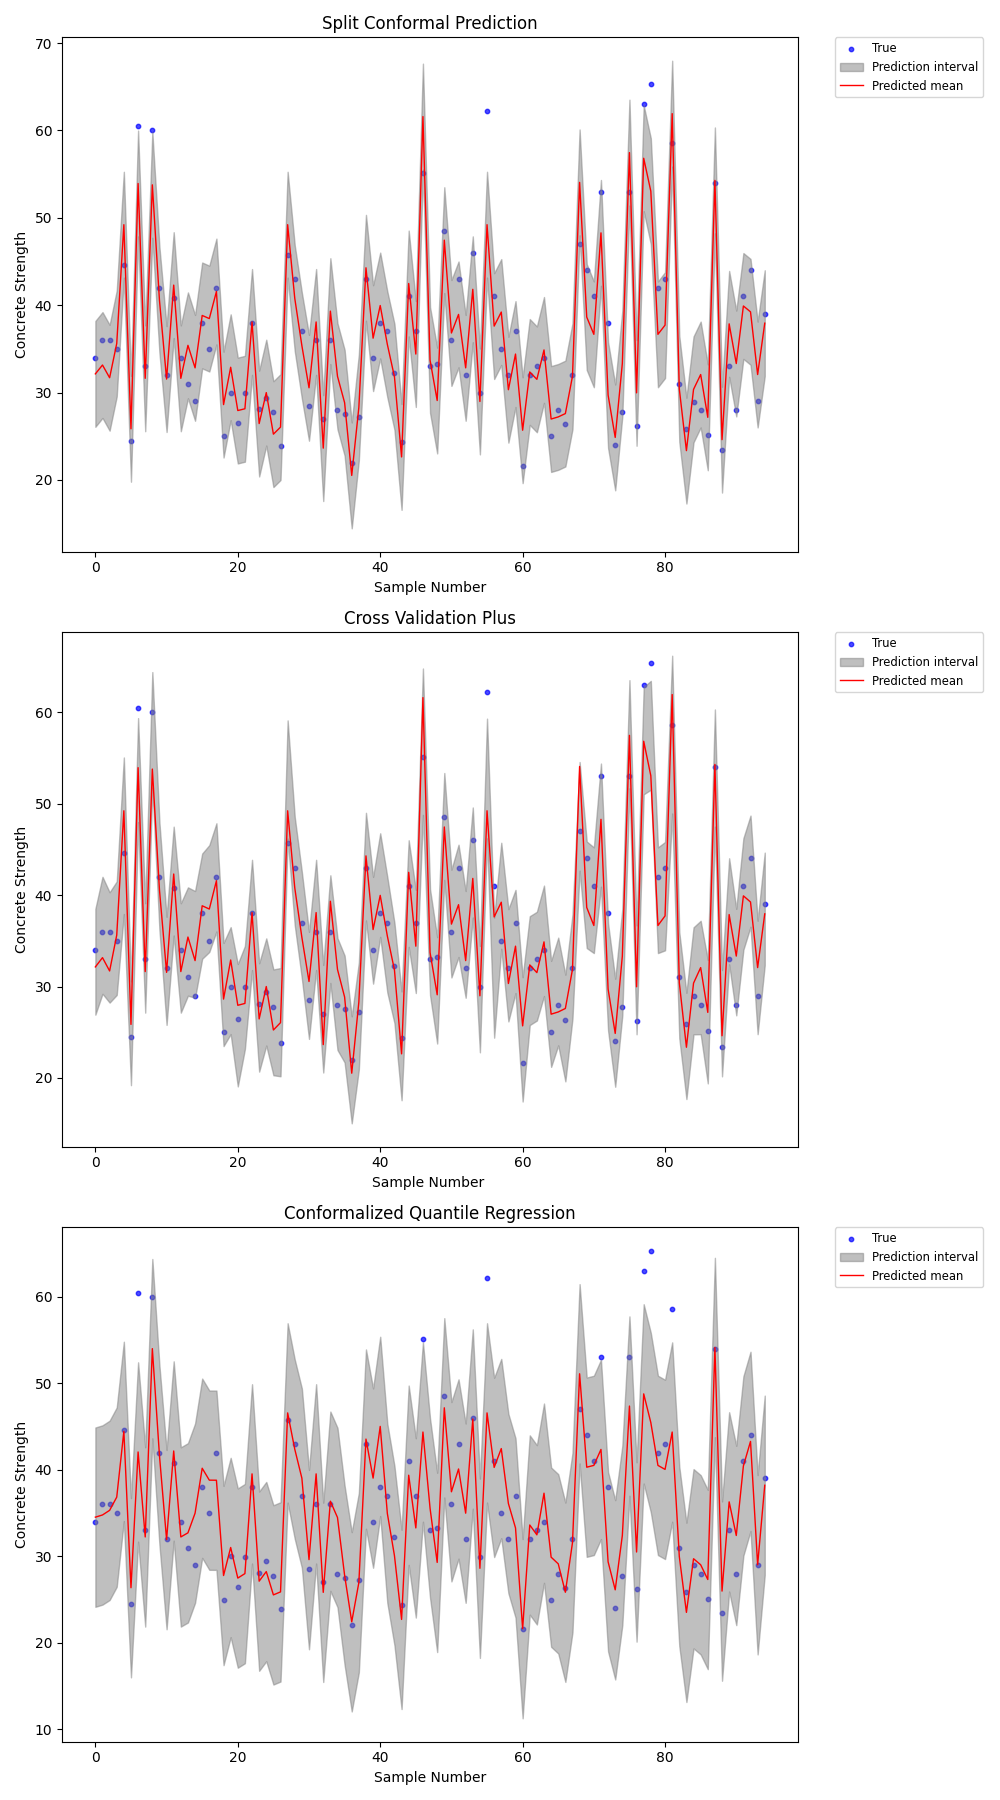 Split Conformal Prediction
70
60
50
40
30
20
Concrete Strength
0 20 40 60 80
Sample Number
True
Prediction interval
Predicted mean
Cross Validation Plus
60
50
40
30
20
Concrete Strength
0 20 40 60 80
Sample Number
True
Prediction interval
Predicted mean
Conformalized Quantile Regression
60
50
40
30
20
10
Concrete Strength
0 20 40 60 80
Sample Number
True
Prediction interval
Predicted mean